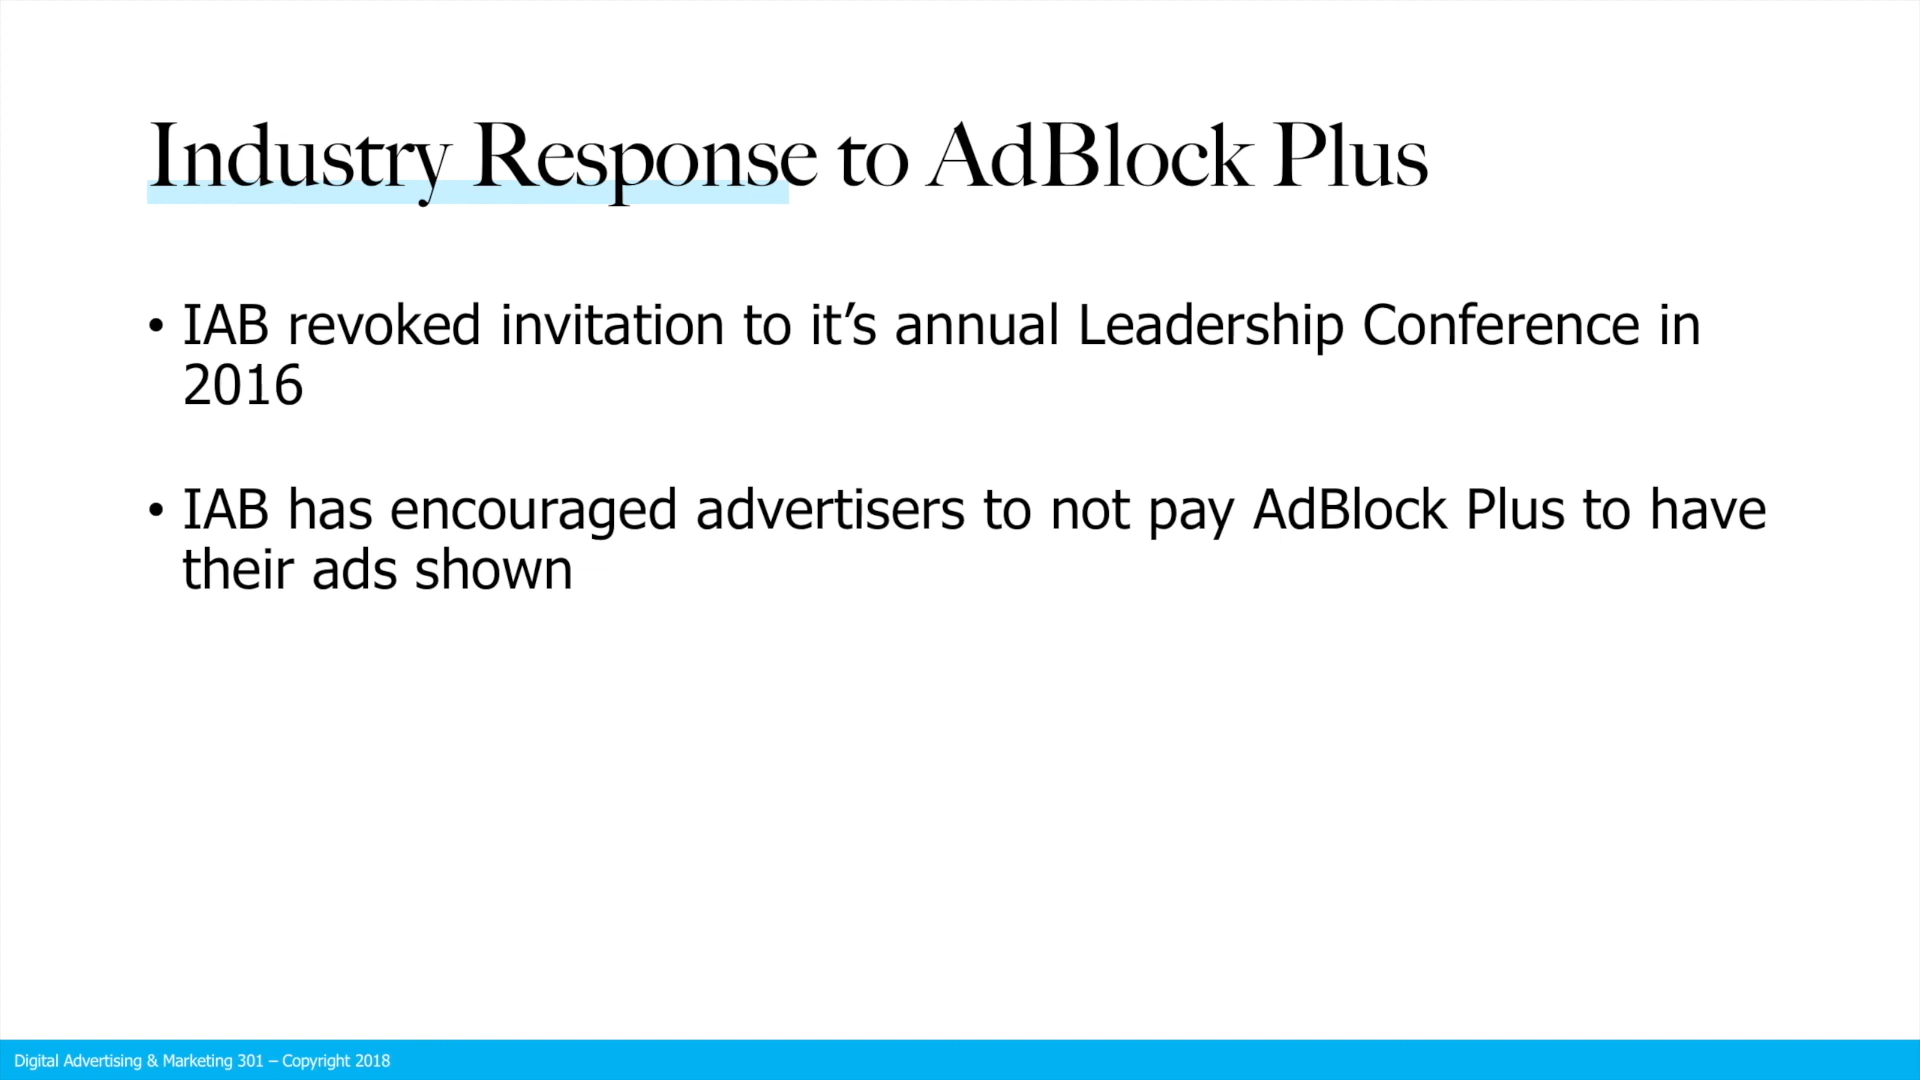 Industry Response to AdBlock Plus
• IAB revoked invitation to it’s annual Leadership Conference in
2016
• IAB has encouraged advertisers to not pay AdBlock Plus to have
their ads shown
Digital Advertising & Marketing 301 – Copyright 2018